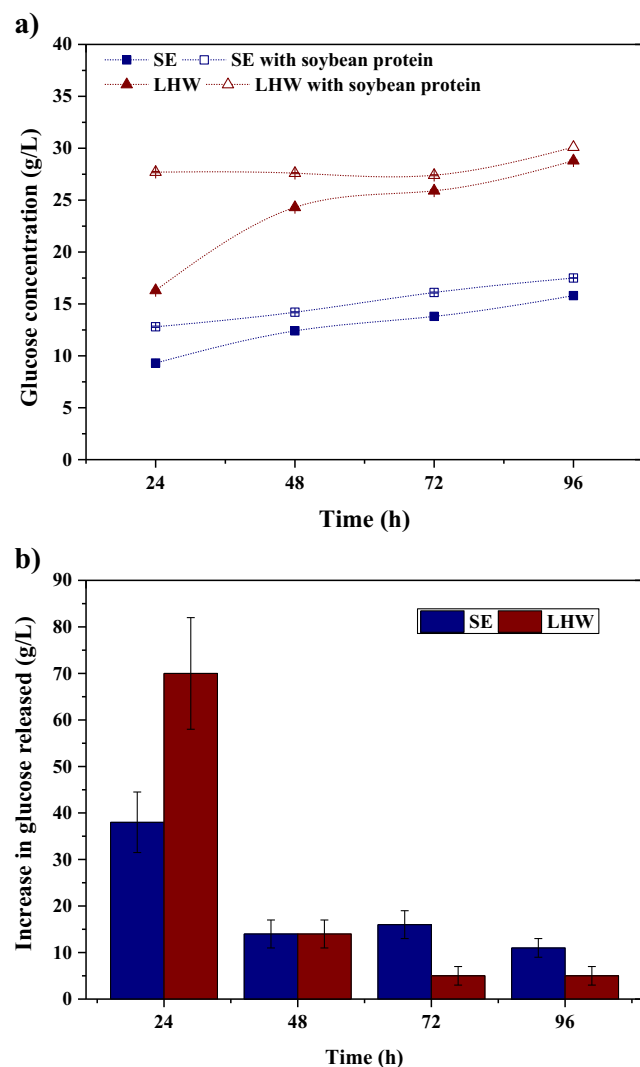 a)
40
35
30
25
20
15
10
5
0
SE SE with soybean protein
LHW LHW with soybean protein
Glucose concentration (g/L)
24 48 72 96
Time (h)
b)
90
80
70
60
50
40
30
20
10
0
SE LHW
Increase in glucose released (g/L)
24 48 72 96
Time (h)